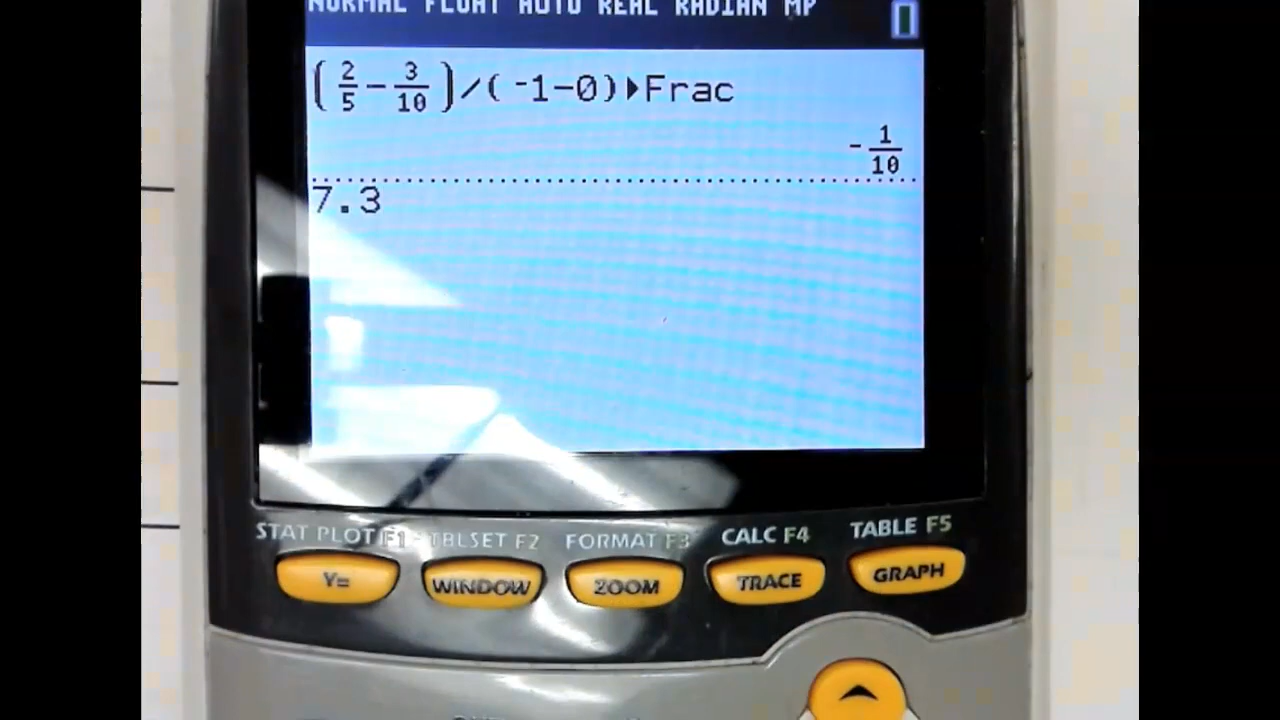 NORMAL FLOAT AUTO REAL RADIAN MP
(2/5-3/10)/(-1-0)▶Frac
-1/10
7.3
STAT PLOT F1 TBLSET F2 FORMAT F3 CALC F4 TABLE F5
Y= WINDOW ZOOM TRACE GRAPH